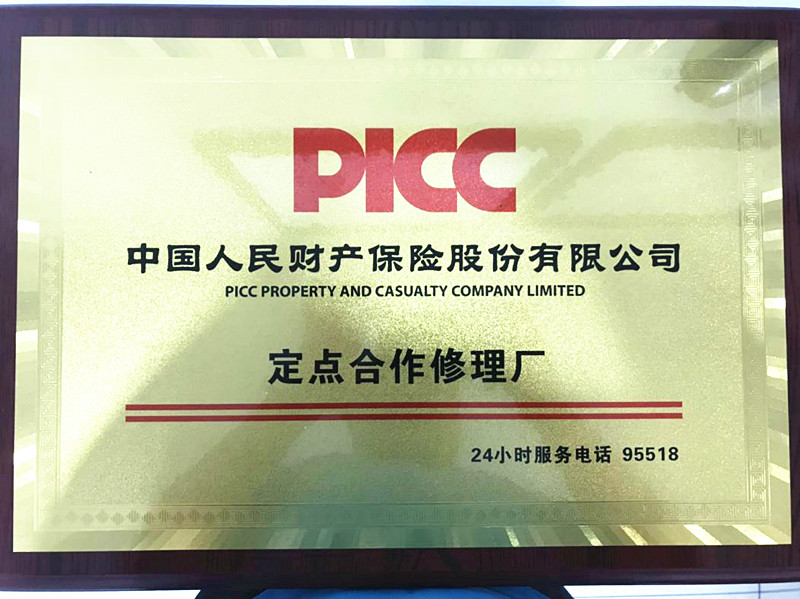 PICC
中国人民财产保险股份有限公司
PICC PROPERTY AND CASUALTY COMPANY LIMITED
定点合作修理厂
24小时服务电话 95518